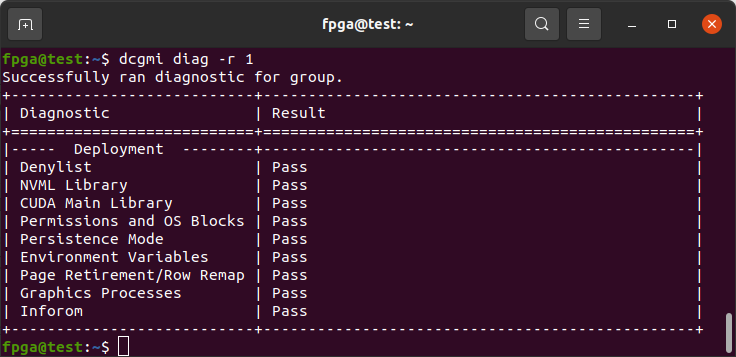 fpga@test: ~
fpga@test:~$ dcgmi diag -r 1
Successfully ran diagnostic for group.
+---------------------------+------------------------------------------------+
| Diagnostic                | Result                                         |
+===========================+================================================+
|-----  Deployment  --------+------------------------------------------------|
| Denylist                  | Pass                                           |
| NVML Library              | Pass                                           |
| CUDA Main Library         | Pass                                           |
| Permissions and OS Blocks | Pass                                           |
| Persistence Mode          | Pass                                           |
| Environment Variables     | Pass                                           |
| Page Retirement/Row Remap | Pass                                           |
| Graphics Processes        | Pass                                           |
| Inforom                   | Pass                                           |
+---------------------------+------------------------------------------------+
fpga@test:~$